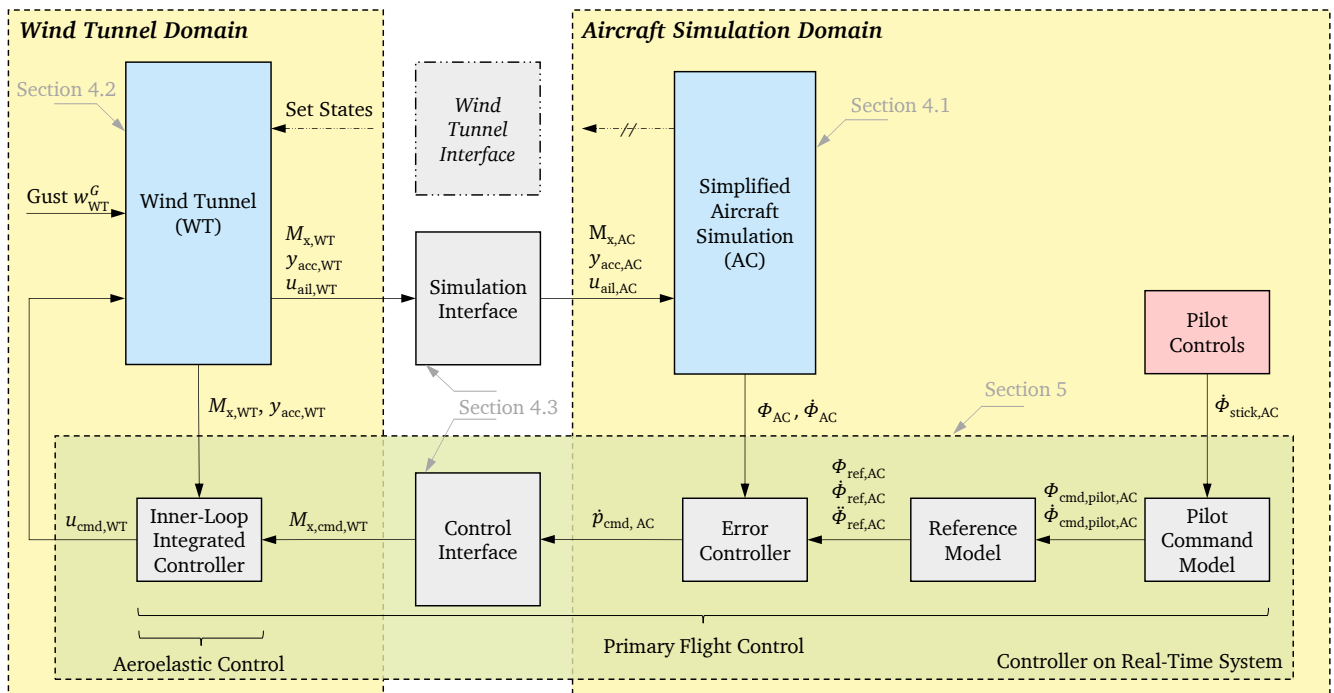 Wind Tunnel Domain
Aircraft Simulation Domain
Section 4.2
Set States
Wind
Tunnel
Interface
//
Section 4.1
Gust w^G_WT
Wind Tunnel
(WT)
Simplified
Aircraft
Simulation
(AC)
M_x,WT
y_acc,WT
u_ail,WT
Simulation
Interface
M_x,AC
y_acc,AC
u_ail,AC
Pilot
Controls
Section 4.3
Section 5
M_x,WT, y_acc,WT
Φ_AC, Φ̇_AC
Φ̇_stick,AC
u_cmd,WT
Inner-Loop
Integrated
Controller
M_x,cmd,WT
Control
Interface
ṗ_cmd, AC
Error
Controller
Φ_ref,AC
Φ̇_ref,AC
Φ̈_ref,AC
Reference
Model
Φ_cmd,pilot,AC
Φ̇_cmd,pilot,AC
Pilot
Command
Model
Aeroelastic Control
Primary Flight Control
Controller on Real-Time System